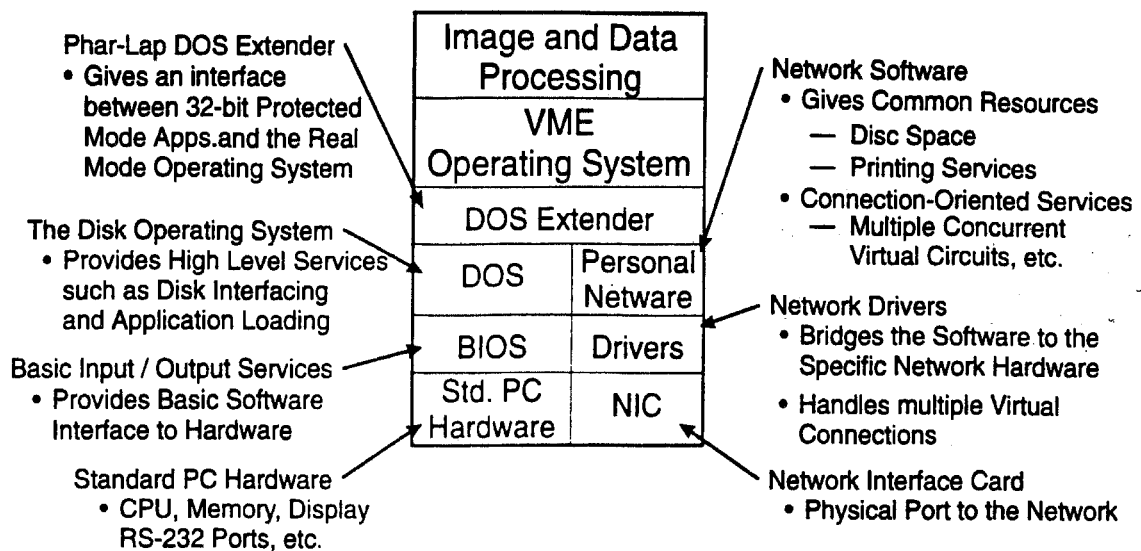 Phar-Lap DOS Extender
• Gives an interface
between 32-bit Protected
Mode Apps.and the Real
Mode Operating System
The Disk Operating System
• Provides High Level Services
such as Disk Interfacing
and Application Loading
Basic Input / Output Services
• Provides Basic Software
Interface to Hardware
Standard PC Hardware
• CPU, Memory, Display
RS-232 Ports, etc.
Image and Data
Processing
VME
Operating System
DOS Extender
DOS
Personal
Netware
BIOS
Drivers
Std. PC
Hardware
NIC
Network Software
• Gives Common Resources
— Disc Space
— Printing Services
• Connection-Oriented Services
— Multiple Concurrent
Virtual Circuits, etc.
Network Drivers
• Bridges the Software to the
Specific Network Hardware
• Handles multiple Virtual
Connections
Network Interface Card
• Physical Port to the Network